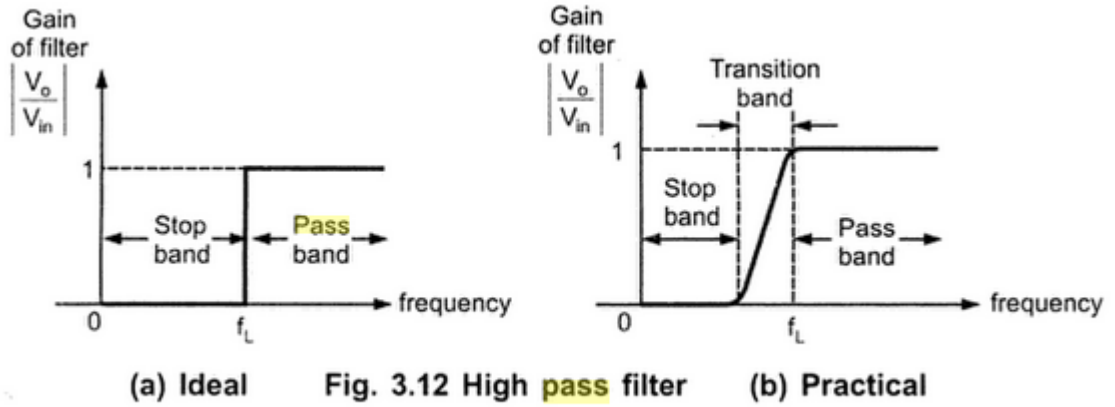 Gain
of filter
|Vo/Vin|
1
Stop
band
Pass
band
frequency
0
fL
Gain
of filter
|Vo/Vin|
Transition
band
1
Stop
band
Pass
band
frequency
0
fL
(a) Ideal Fig. 3.12 High pass filter (b) Practical